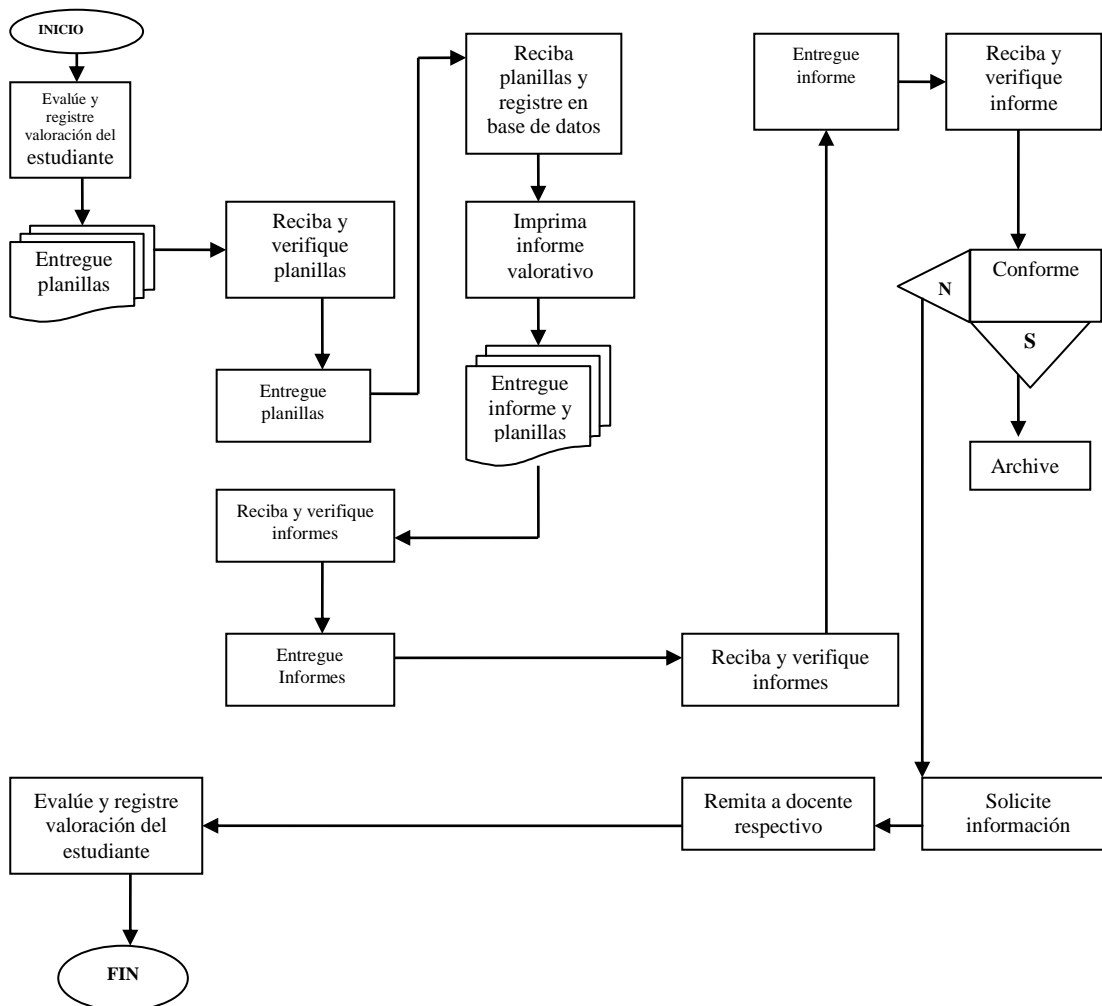 INICIO
Evalúe y
registre
valoración del
estudiante
Entregue
planillas
Reciba y
verifique
planillas
Entregue
planillas
Reciba
planillas y
registre en
base de datos
Imprima
informe
valorativo
Entregue
informe y
planillas
Reciba y verifique
informes
Entregue
Informes
Reciba y verifique
informes
Entregue
informe
Reciba y
verifique
informe
Conforme
N
S
Archive
Solicite
información
Remita a docente
respectivo
Evalúe y registre
valoración del
estudiante
FIN